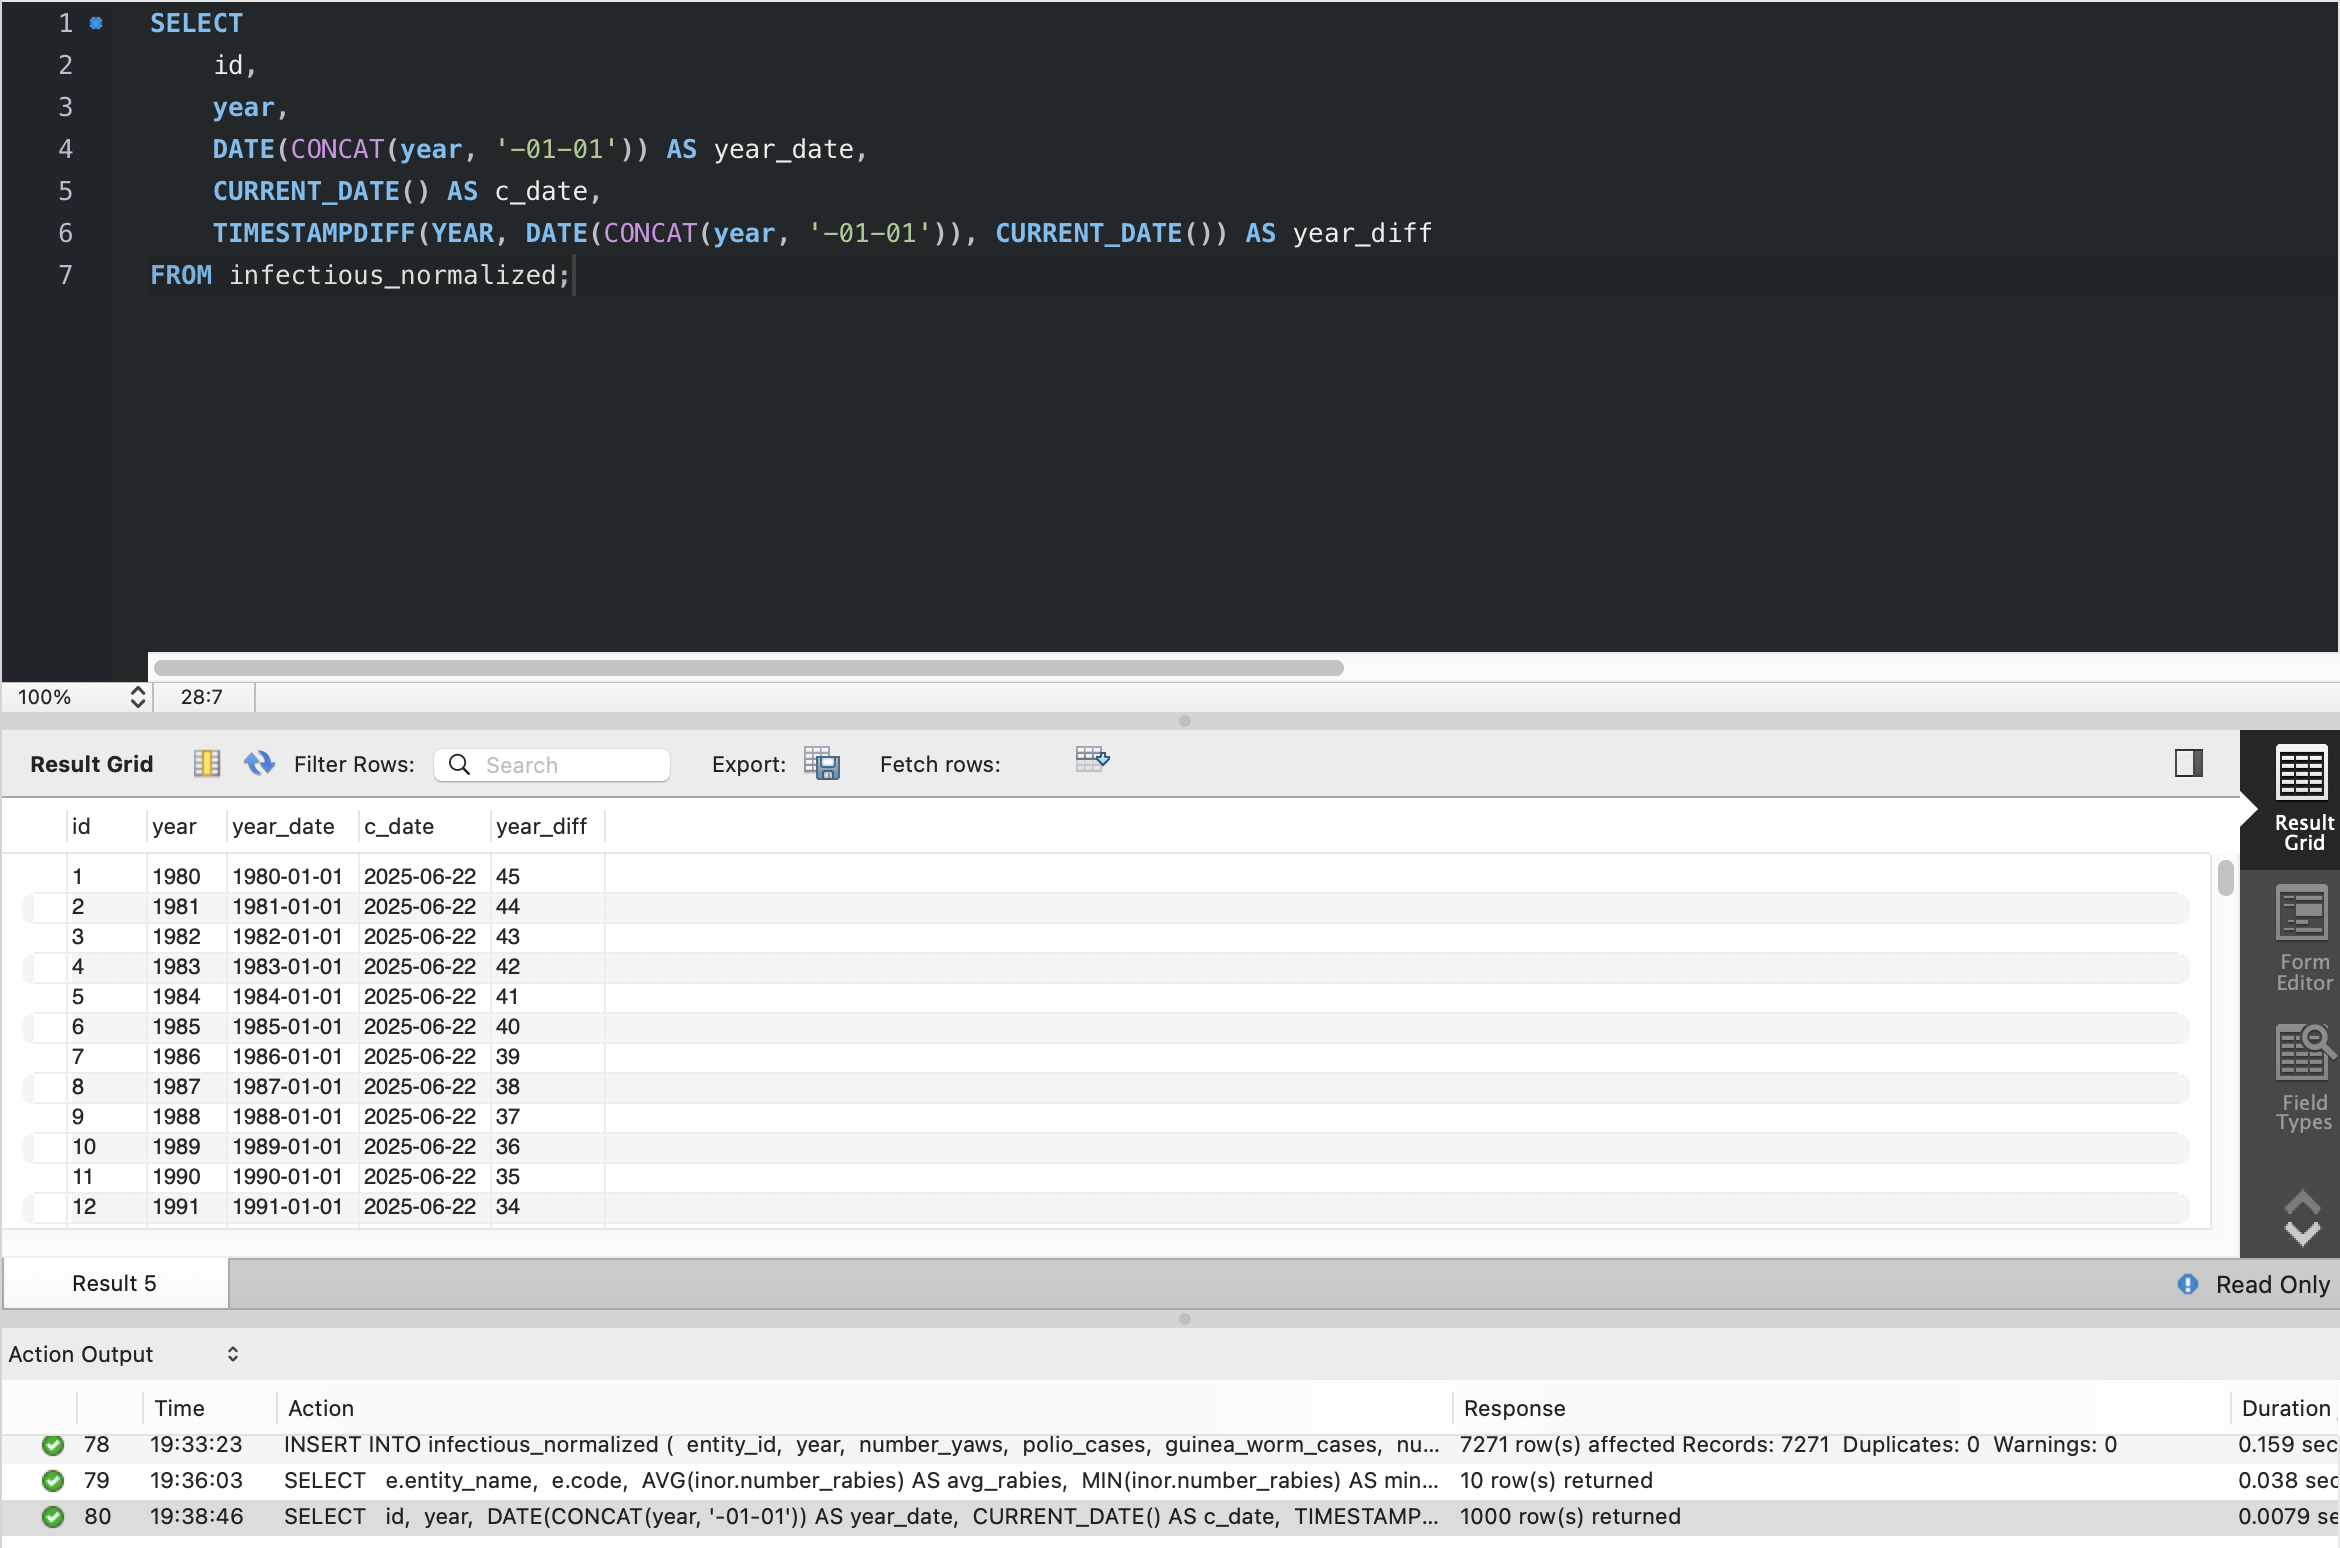 1 SELECT
2 id,
3 year,
4 DATE(CONCAT(year, '-01-01')) AS year_date,
5 CURRENT_DATE() AS c_date,
6 TIMESTAMPDIFF(YEAR, DATE(CONCAT(year, '-01-01')), CURRENT_DATE()) AS year_diff
7 FROM infectious_normalized;
100% 28:7
Result Grid Filter Rows: Search Export: Fetch rows:
id year year_date c_date year_diff
1 1980 1980-01-01 2025-06-22 45
2 1981 1981-01-01 2025-06-22 44
3 1982 1982-01-01 2025-06-22 43
4 1983 1983-01-01 2025-06-22 42
5 1984 1984-01-01 2025-06-22 41
6 1985 1985-01-01 2025-06-22 40
7 1986 1986-01-01 2025-06-22 39
8 1987 1987-01-01 2025-06-22 38
9 1988 1988-01-01 2025-06-22 37
10 1989 1989-01-01 2025-06-22 36
11 1990 1990-01-01 2025-06-22 35
12 1991 1991-01-01 2025-06-22 34
Result
Grid
Form
Editor
Field
Types
Result 5 Read Only
Action Output
Time Action Response Duration
78 19:33:23 INSERT INTO infectious_normalized ( entity_id, year, number_yaws, polio_cases, guinea_worm_cases, nu... 7271 row(s) affected Records: 7271 Duplicates: 0 Warnings: 0 0.159 sec
79 19:36:03 SELECT e.entity_name, e.code, AVG(inor.number_rabies) AS avg_rabies, MIN(inor.number_rabies) AS min... 10 row(s) returned 0.038 sec
80 19:38:46 SELECT id, year, DATE(CONCAT(year, '-01-01')) AS year_date, CURRENT_DATE() AS c_date, TIMESTAMP... 1000 row(s) returned 0.0079 se